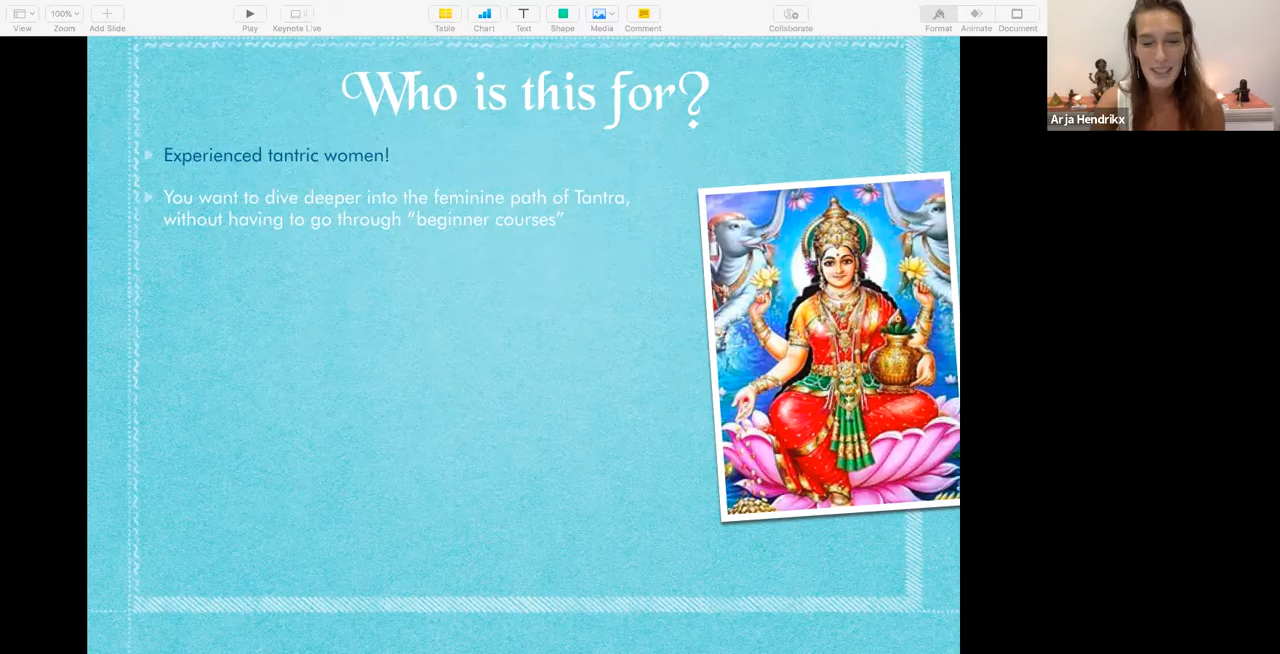 100%
View
Zoom
Add Slide
Play
Keynote Live
Table
Chart
Text
Shape
Media
Comment
Collaborate
Format
Animate
Document
Who is this for?
Experienced tantric women!
You want to dive deeper into the feminine path of Tantra,
without having to go through “beginner courses”
Arja Hendrikx